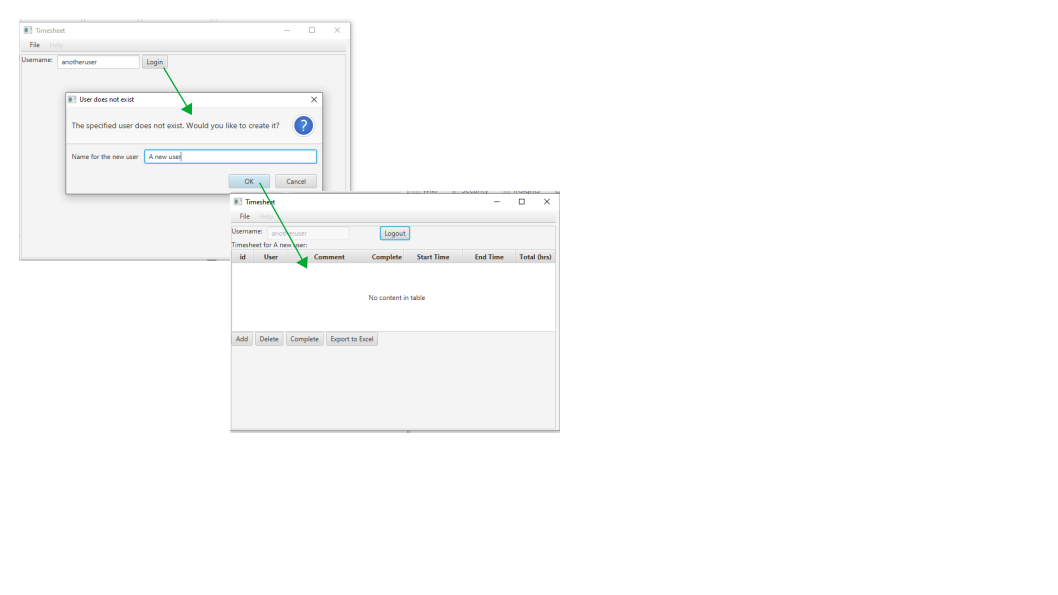 Timesheet
File Help
Username: anotheruser Login
User does not exist
The specified user does not exist. Would you like to create it?
?
Name for the new user A new user
OK Cancel
Timesheet
File Help
Username: anotheruser Logout
Timesheet for A new user:
id User Comment Complete Start Time End Time Total (hrs)
No content in table
Add Delete Complete Export to Excel